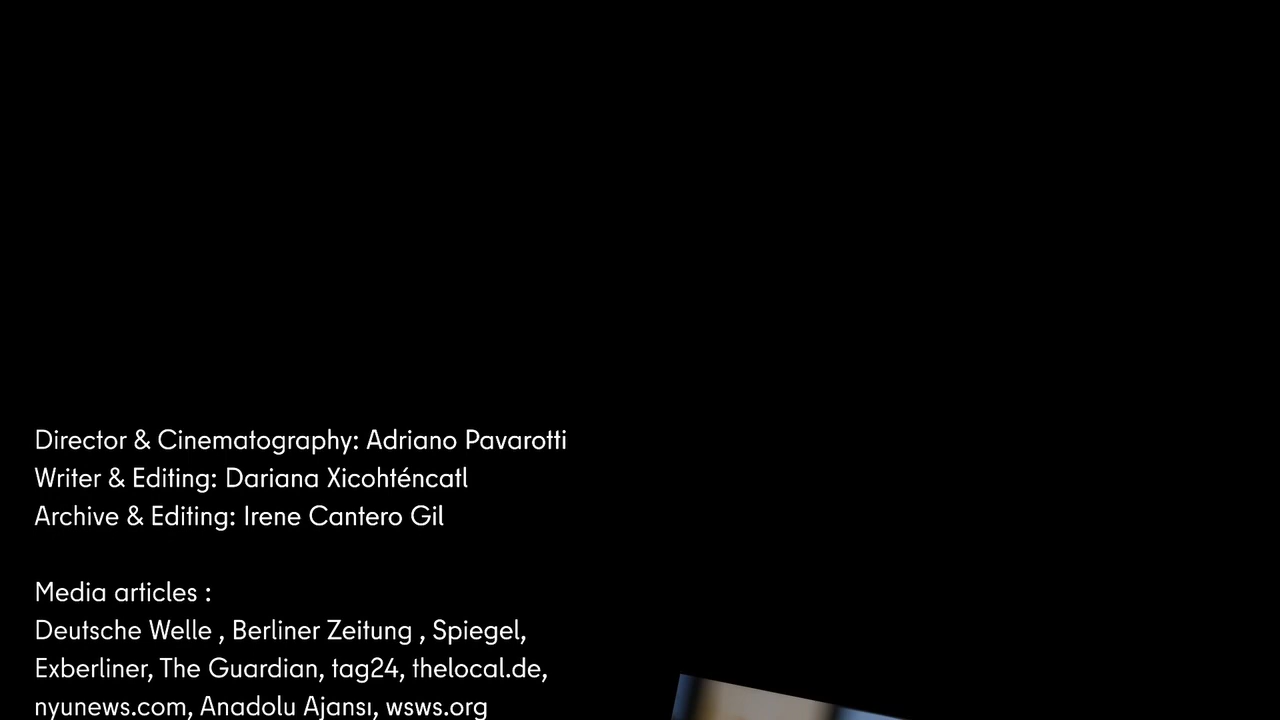 Director & Cinematography: Adriano Pavarotti
Writer & Editing: Dariana Xicohténcatl
Archive & Editing: Irene Cantero Gil
Media articles :
Deutsche Welle , Berliner Zeitung , Spiegel,
Exberliner, The Guardian, tag24, thelocal.de,
nyunews.com, Anadolu Ajansı, wsws.org